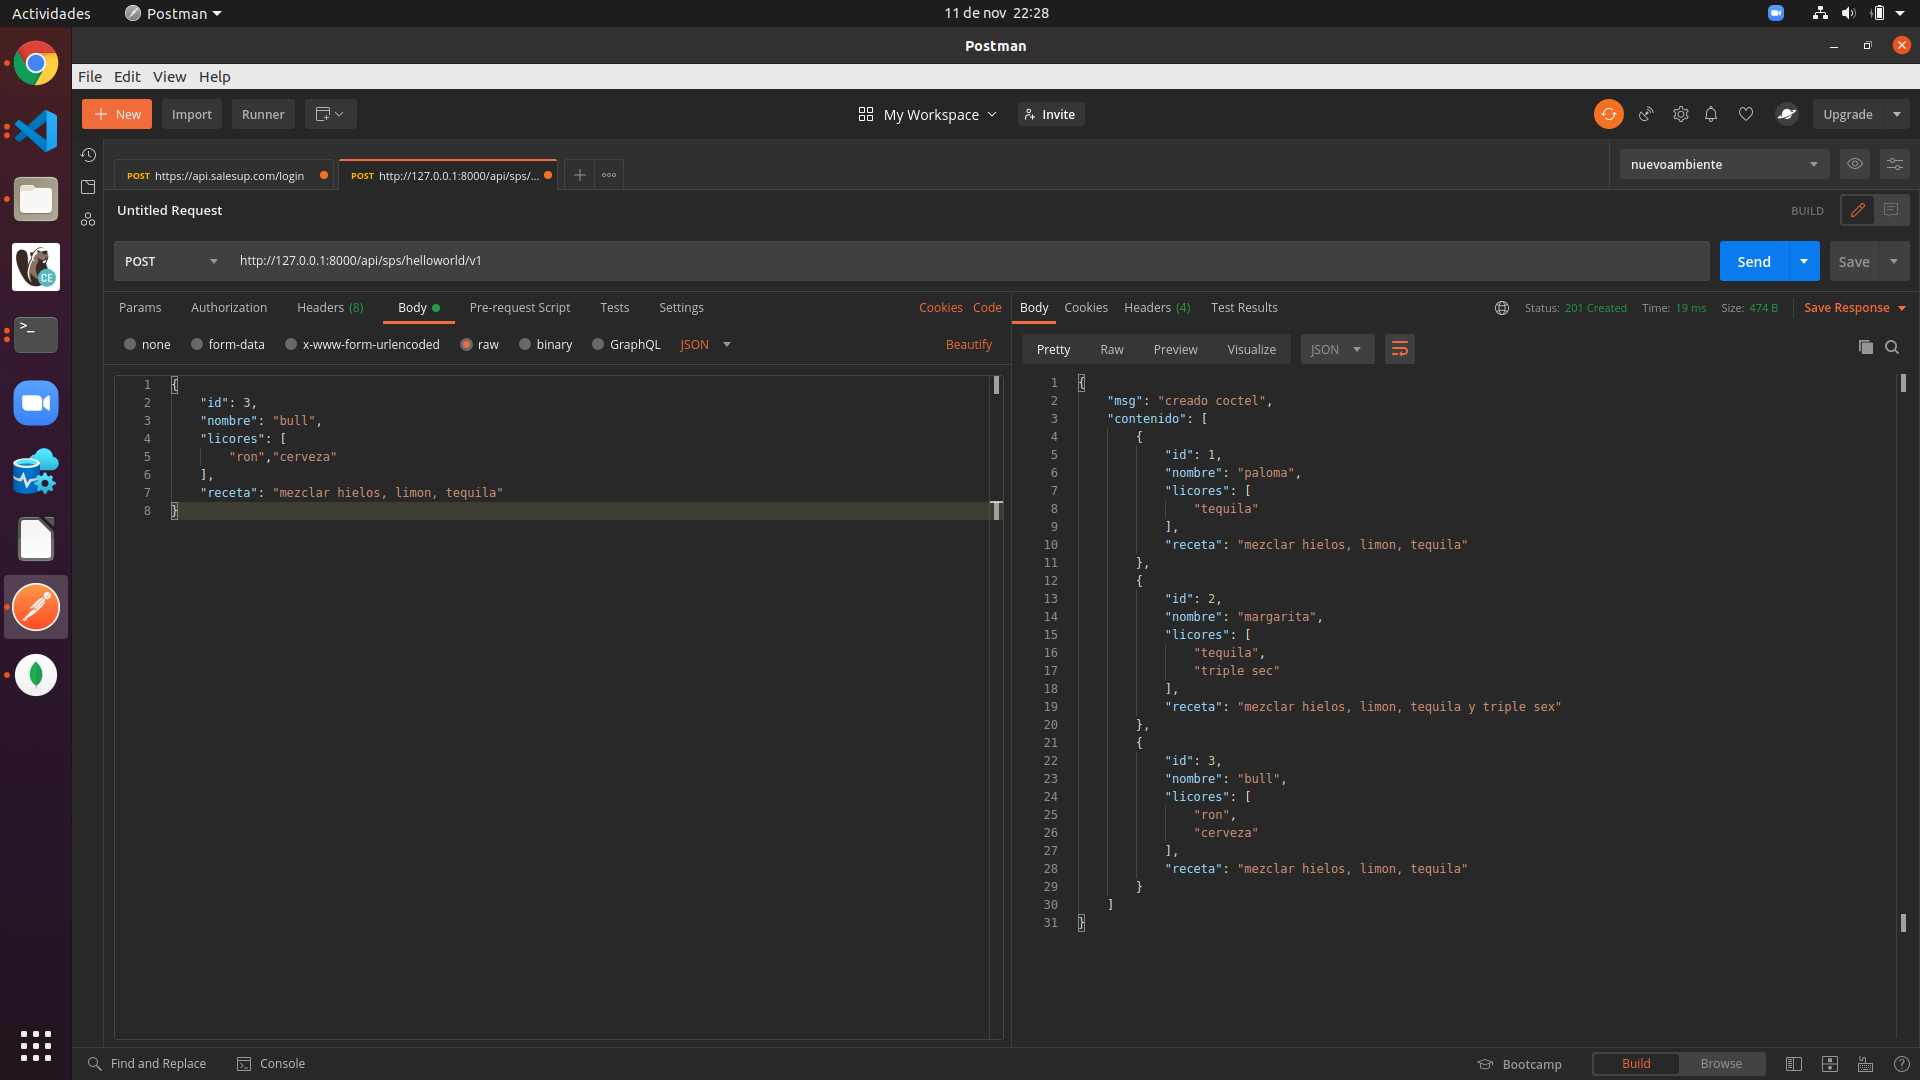 Actividades
Postman
11 de nov 22:28
Postman
File Edit View Help
New
Import
Runner
My Workspace
Invite
Upgrade
POST https://api.salesup.com/login
POST http://127.0.0.1:8000/api/sps/...
nuevoambiente
Untitled Request
BUILD
POST
http://127.0.0.1:8000/api/sps/helloworld/v1
Send
Save
Params Authorization Headers (8) Body Pre-request Script Tests Settings Cookies Code
none form-data x-www-form-urlencoded raw binary GraphQL JSON Beautify
1 {
2 "id": 3,
3 "nombre": "bull",
4 "licores": [
5 "ron","cerveza"
6 ],
7 "receta": "mezclar hielos, limon, tequila"
8 }
Body Cookies Headers (4) Test Results Status: 201 Created Time: 19 ms Size: 474 B Save Response
Pretty Raw Preview Visualize JSON
1 {
2 "msg": "creado coctel",
3 "contenido": [
4 {
5 "id": 1,
6 "nombre": "paloma",
7 "licores": [
8 "tequila"
9 ],
10 "receta": "mezclar hielos, limon, tequila"
11 },
12 {
13 "id": 2,
14 "nombre": "margarita",
15 "licores": [
16 "tequila",
17 "triple sec"
18 ],
19 "receta": "mezclar hielos, limon, tequila y triple sex"
20 },
21 {
22 "id": 3,
23 "nombre": "bull",
24 "licores": [
25 "ron",
26 "cerveza"
27 ],
28 "receta": "mezclar hielos, limon, tequila"
29 }
30 ]
31 }
CE
Find and Replace Console Bootcamp Build Browse